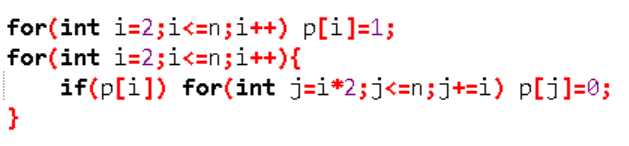 for(int i=2;i<=n;i++) p[i]=1;
for(int i=2;i<=n;i++){
    if(p[i]) for(int j=i*2;j<=n;j+=i) p[j]=0;
}